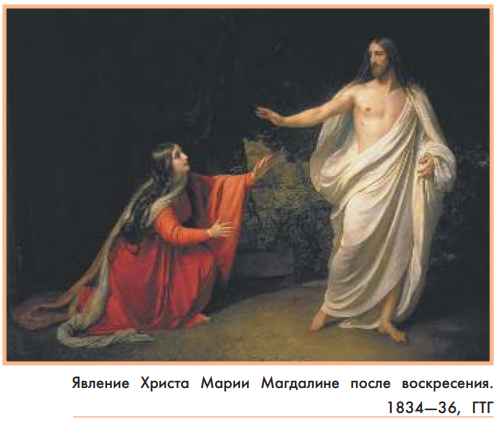 Явление Христа Марии Магдалине после воскресения.
1834—36, ГТГ